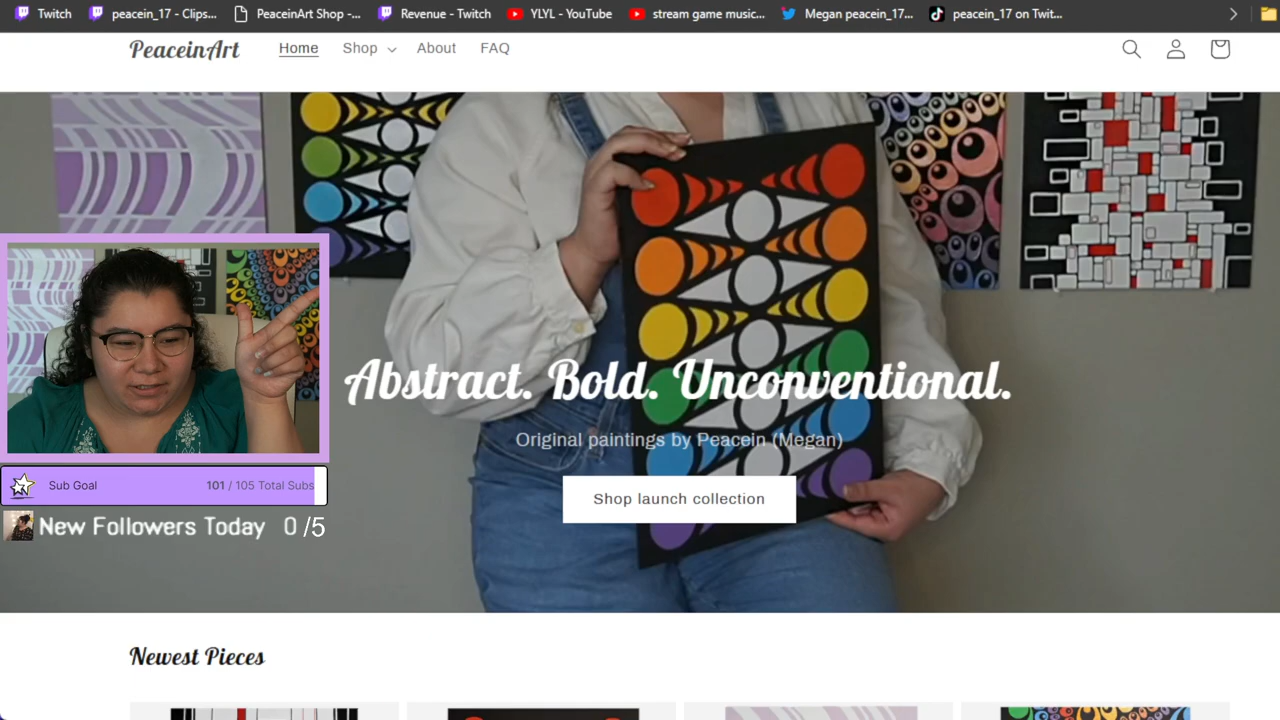 Twitch peacein_17 - Clips... PeaceinArt Shop -... Revenue - Twitch YLYL - YouTube stream game music... Megan peacein_17... peacein_17 on Twit...
PeaceinArt Home Shop About FAQ
Abstract. Bold. Unconventional.
Original paintings by Peacein (Megan)
Shop launch collection
Sub Goal 101 / 105 Total Subs
New Followers Today 0 /5
Newest Pieces